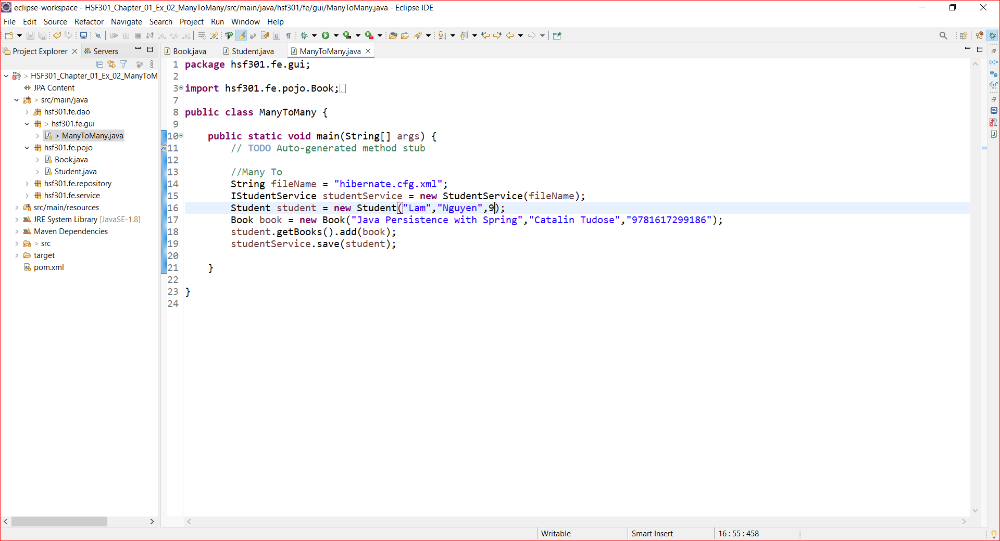 eclipse-workspace - HSF301_Chapter_01_Ex_02_ManyToMany/src/main/java/hsf301/fe/gui/ManyToMany.java - Eclipse IDE
File Edit Source Refactor Navigate Search Project Run Window Help
Project Explorer
Servers
> HSF301_Chapter_01_Ex_02_ManyToM
JPA Content
> src/main/java
hsf301.fe.dao
> hsf301.fe.gui
> ManyToMany.java
hsf301.fe.pojo
Book.java
Student.java
hsf301.fe.repository
hsf301.fe.service
src/main/resources
JRE System Library [JavaSE-1.8]
Maven Dependencies
> src
target
pom.xml
Book.java Student.java ManyToMany.java
1 package hsf301.fe.gui;
2
3 import hsf301.fe.pojo.Book;
7
8 public class ManyToMany {
9
10 public static void main(String[] args) {
11 // TODO Auto-generated method stub
12
13 //Many To
14 String fileName = "hibernate.cfg.xml";
15 IStudentService studentService = new StudentService(fileName);
16 Student student = new Student("Lam","Nguyen",9);
17 Book book = new Book("Java Persistence with Spring","Catalin Tudose","9781617299186");
18 student.getBooks().add(book);
19 studentService.save(student);
20
21 }
22
23 }
24
Writable Smart Insert 16 : 55 : 458